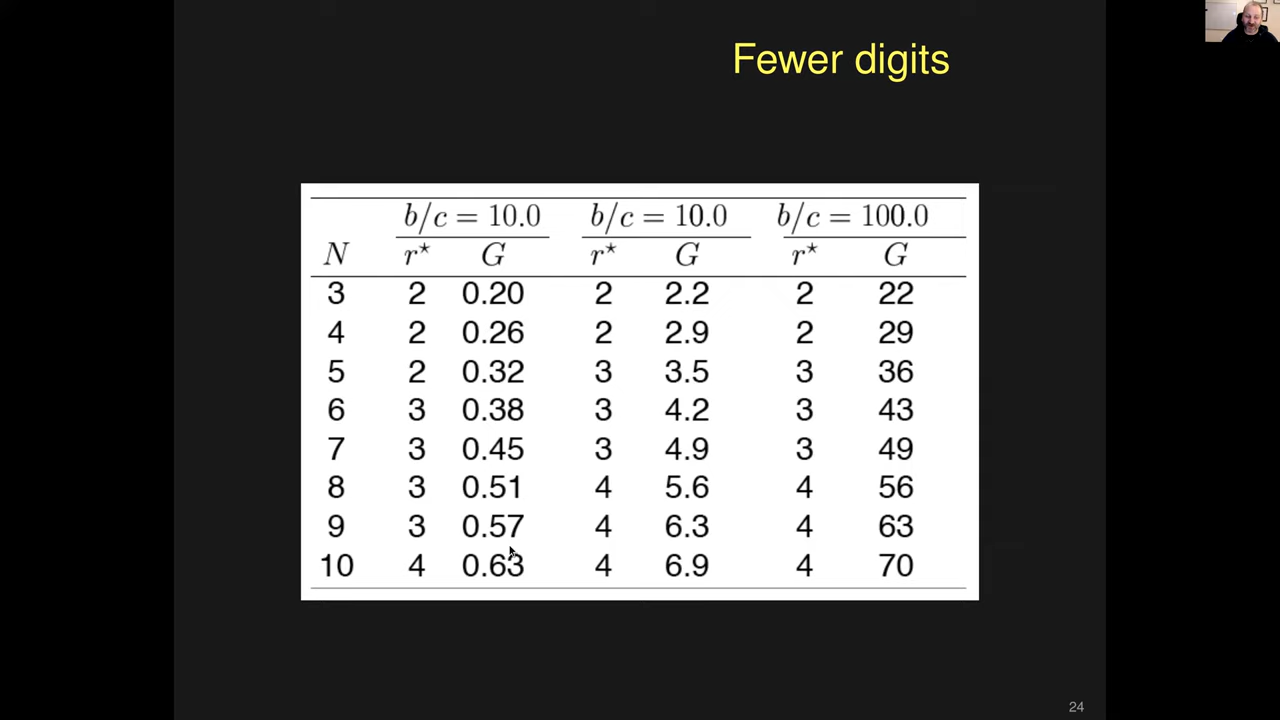 Fewer digits
b/c = 10.0 b/c = 10.0 b/c = 100.0
N r* G r* G r* G
3 2 0.20 2 2.2 2 22
4 2 0.26 2 2.9 2 29
5 2 0.32 3 3.5 3 36
6 3 0.38 3 4.2 3 43
7 3 0.45 3 4.9 3 49
8 3 0.51 4 5.6 4 56
9 3 0.57 4 6.3 4 63
10 4 0.63 4 6.9 4 70
24